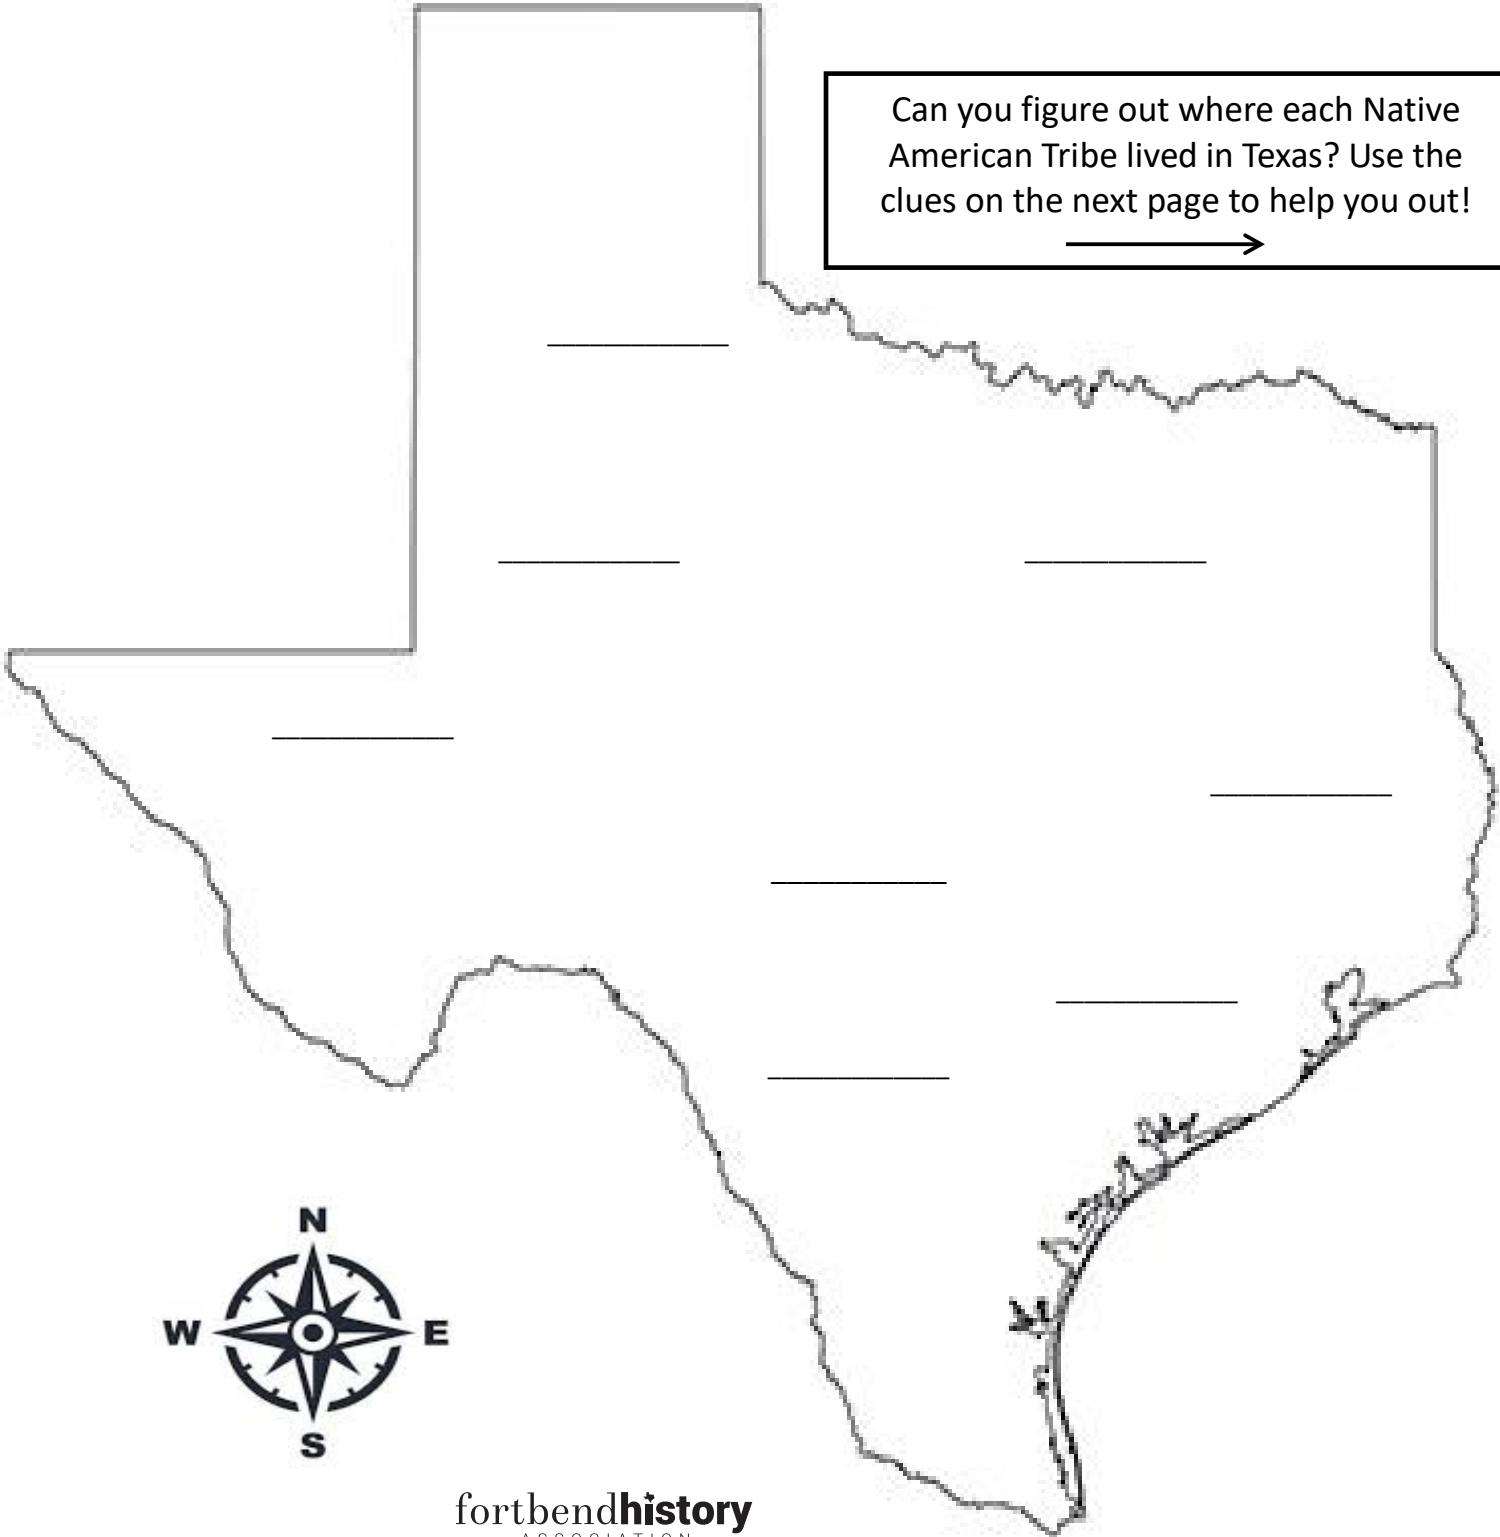 Can you figure out where each Native
American Tribe lived in Texas? Use the
clues on the next page to help you out!
N
W
E
S
fortbendhistory
ASSOCIATION